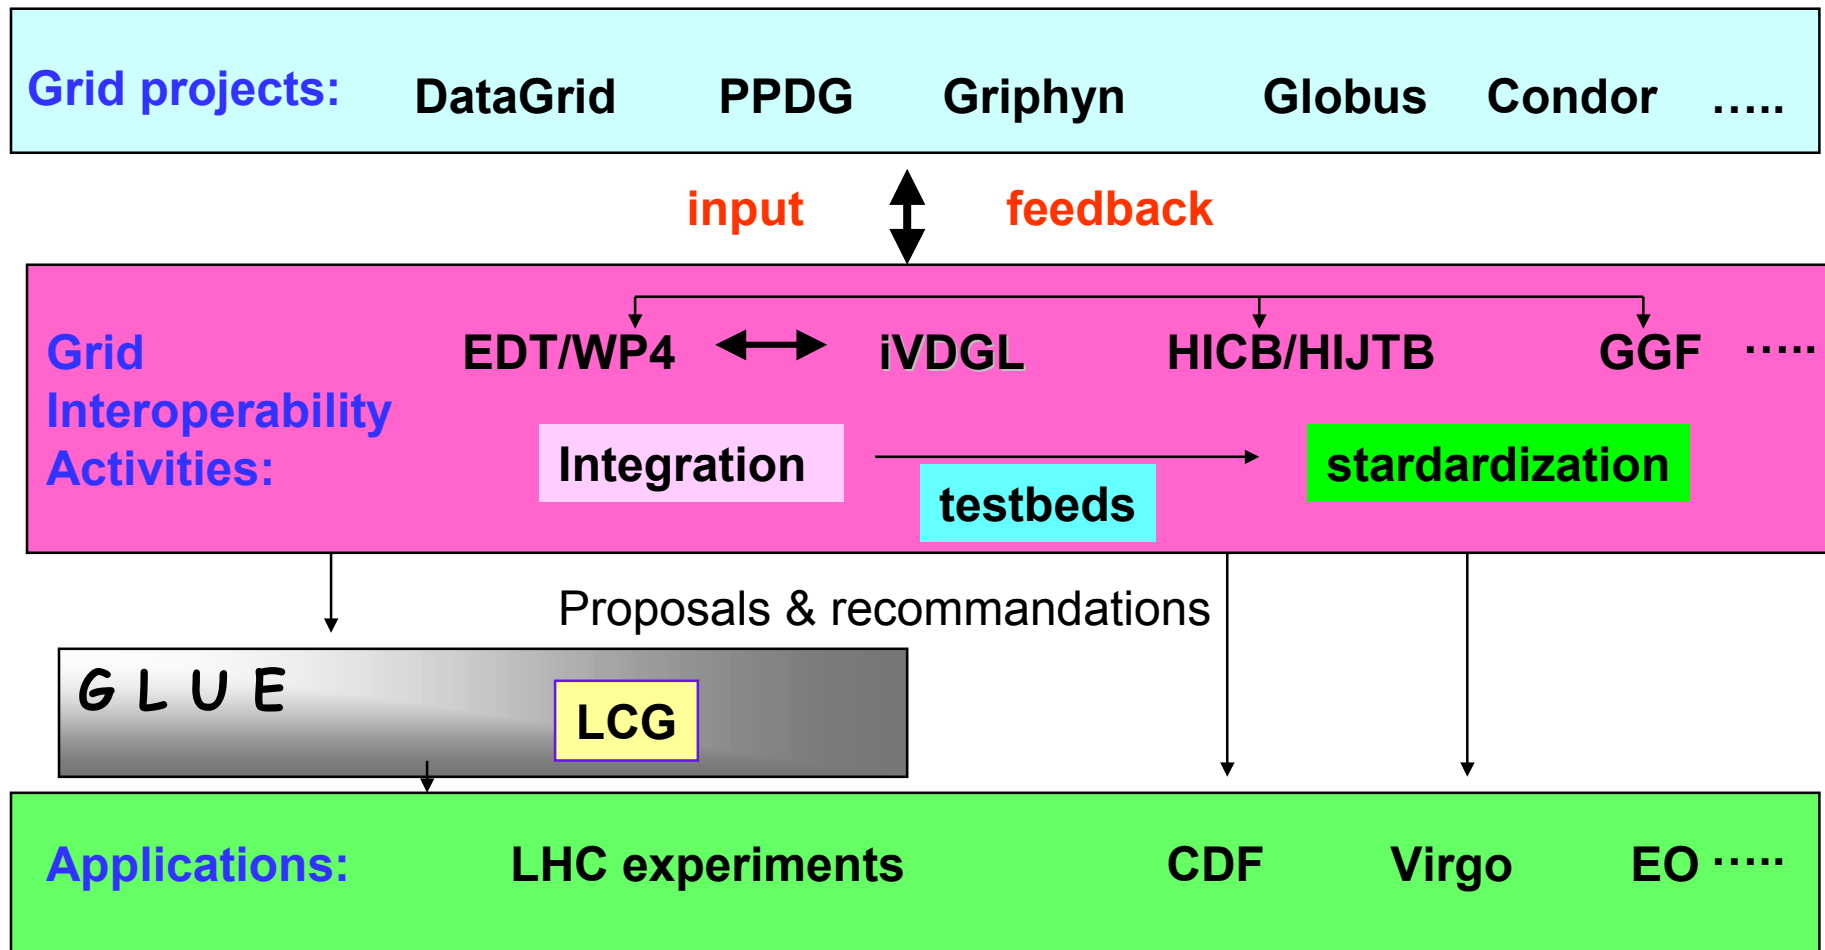 Grid projects: DataGrid PPDG Griphyn Globus Condor .....
input feedback
Grid EDT/WP4 iVDGL HICB/HIJTB GGF .....
Interoperability
Activities: Integration stardardization
testbeds
Proposals & recommandations
G L U E
LCG
Applications: LHC experiments CDF Virgo EO .....